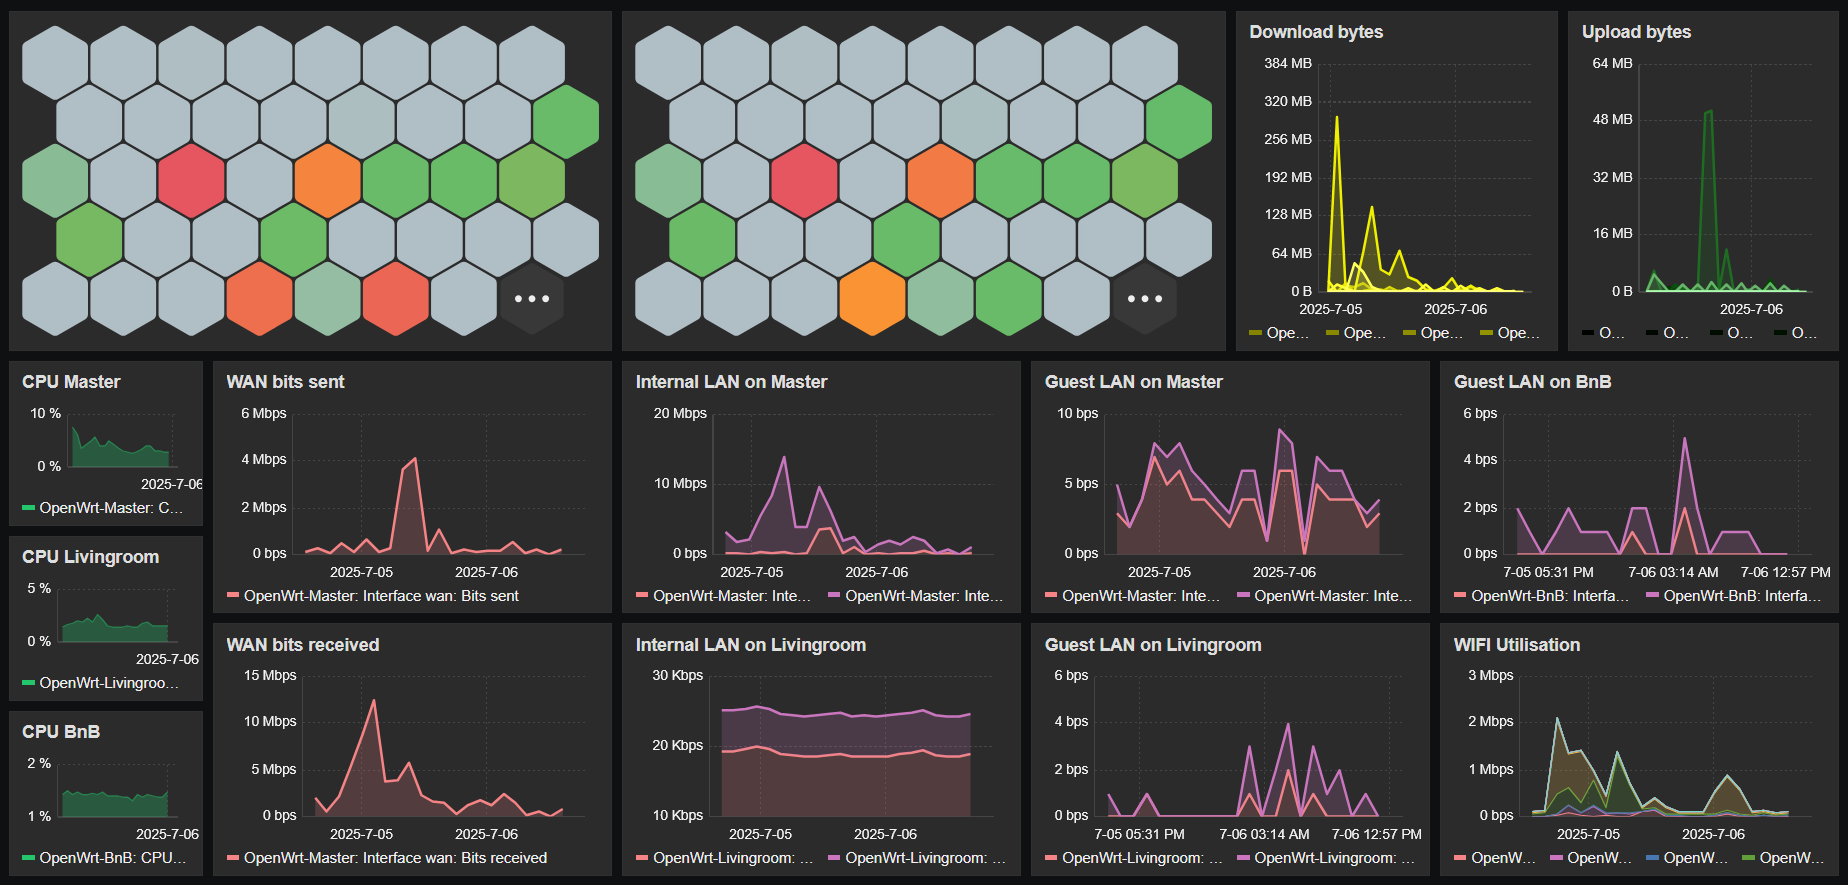 Download bytes
384 MB
320 MB
256 MB
192 MB
128 MB
64 MB
0 B
2025-7-05 2025-7-06
Ope... Ope... Ope... Ope...
Upload bytes
64 MB
48 MB
32 MB
16 MB
0 B
2025-7-06
O... O... O... O...
CPU Master
10 %
0 %
2025-7-06
OpenWrt-Master: C...
CPU Livingroom
5 %
0 %
2025-7-06
OpenWrt-Livingroo...
CPU BnB
2 %
1 %
2025-7-06
OpenWrt-BnB: CPU...
WAN bits sent
6 Mbps
4 Mbps
2 Mbps
0 bps
2025-7-05 2025-7-06
OpenWrt-Master: Interface wan: Bits sent
Internal LAN on Master
20 Mbps
10 Mbps
0 bps
2025-7-05 2025-7-06
OpenWrt-Master: Inte... OpenWrt-Master: Inte...
Guest LAN on Master
10 bps
5 bps
0 bps
2025-7-05 2025-7-06
OpenWrt-Master: Inte... OpenWrt-Master: Inte...
Guest LAN on BnB
6 bps
4 bps
2 bps
0 bps
7-05 05:31 PM 7-06 03:14 AM 7-06 12:57 PM
OpenWrt-BnB: Interfa... OpenWrt-BnB: Interfa...
WAN bits received
15 Mbps
10 Mbps
5 Mbps
0 bps
2025-7-05 2025-7-06
OpenWrt-Master: Interface wan: Bits received
Internal LAN on Livingroom
30 Kbps
20 Kbps
10 Kbps
2025-7-05 2025-7-06
OpenWrt-Livingroom: ... OpenWrt-Livingroom: ...
Guest LAN on Livingroom
6 bps
4 bps
2 bps
0 bps
7-05 05:31 PM 7-06 03:14 AM 7-06 12:57 PM
OpenWrt-Livingroom: ... OpenWrt-Livingroom: ...
WIFI Utilisation
3 Mbps
2 Mbps
1 Mbps
0 bps
2025-7-05 2025-7-06
OpenW... OpenW... OpenW... OpenW...